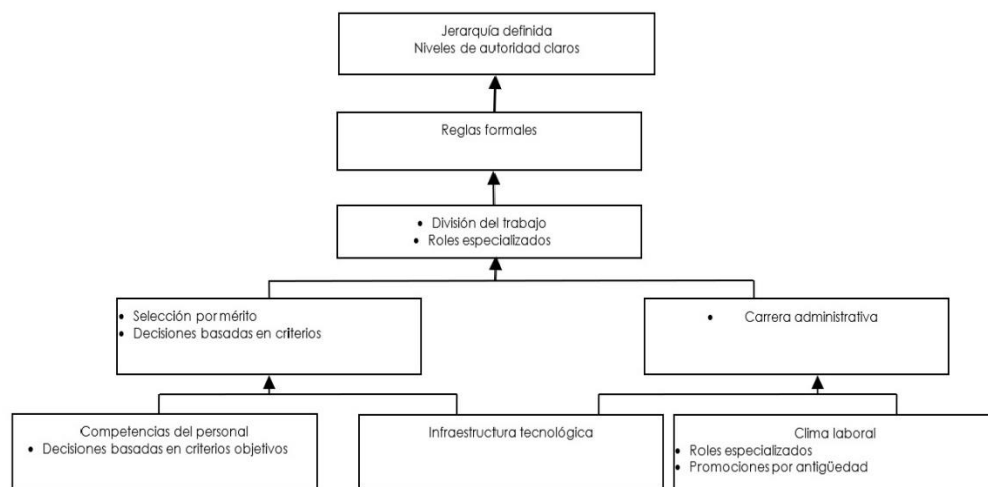 Jerarquía definida
Niveles de autoridad claros
Reglas formales
• División del trabajo
• Roles especializados
• Selección por mérito
• Decisiones basadas en criterios
• Carrera administrativa
Competencias del personal
• Decisiones basadas en criterios objetivos
Infraestructura tecnológica
Clima laboral
• Roles especializados
• Promociones por antigüedad